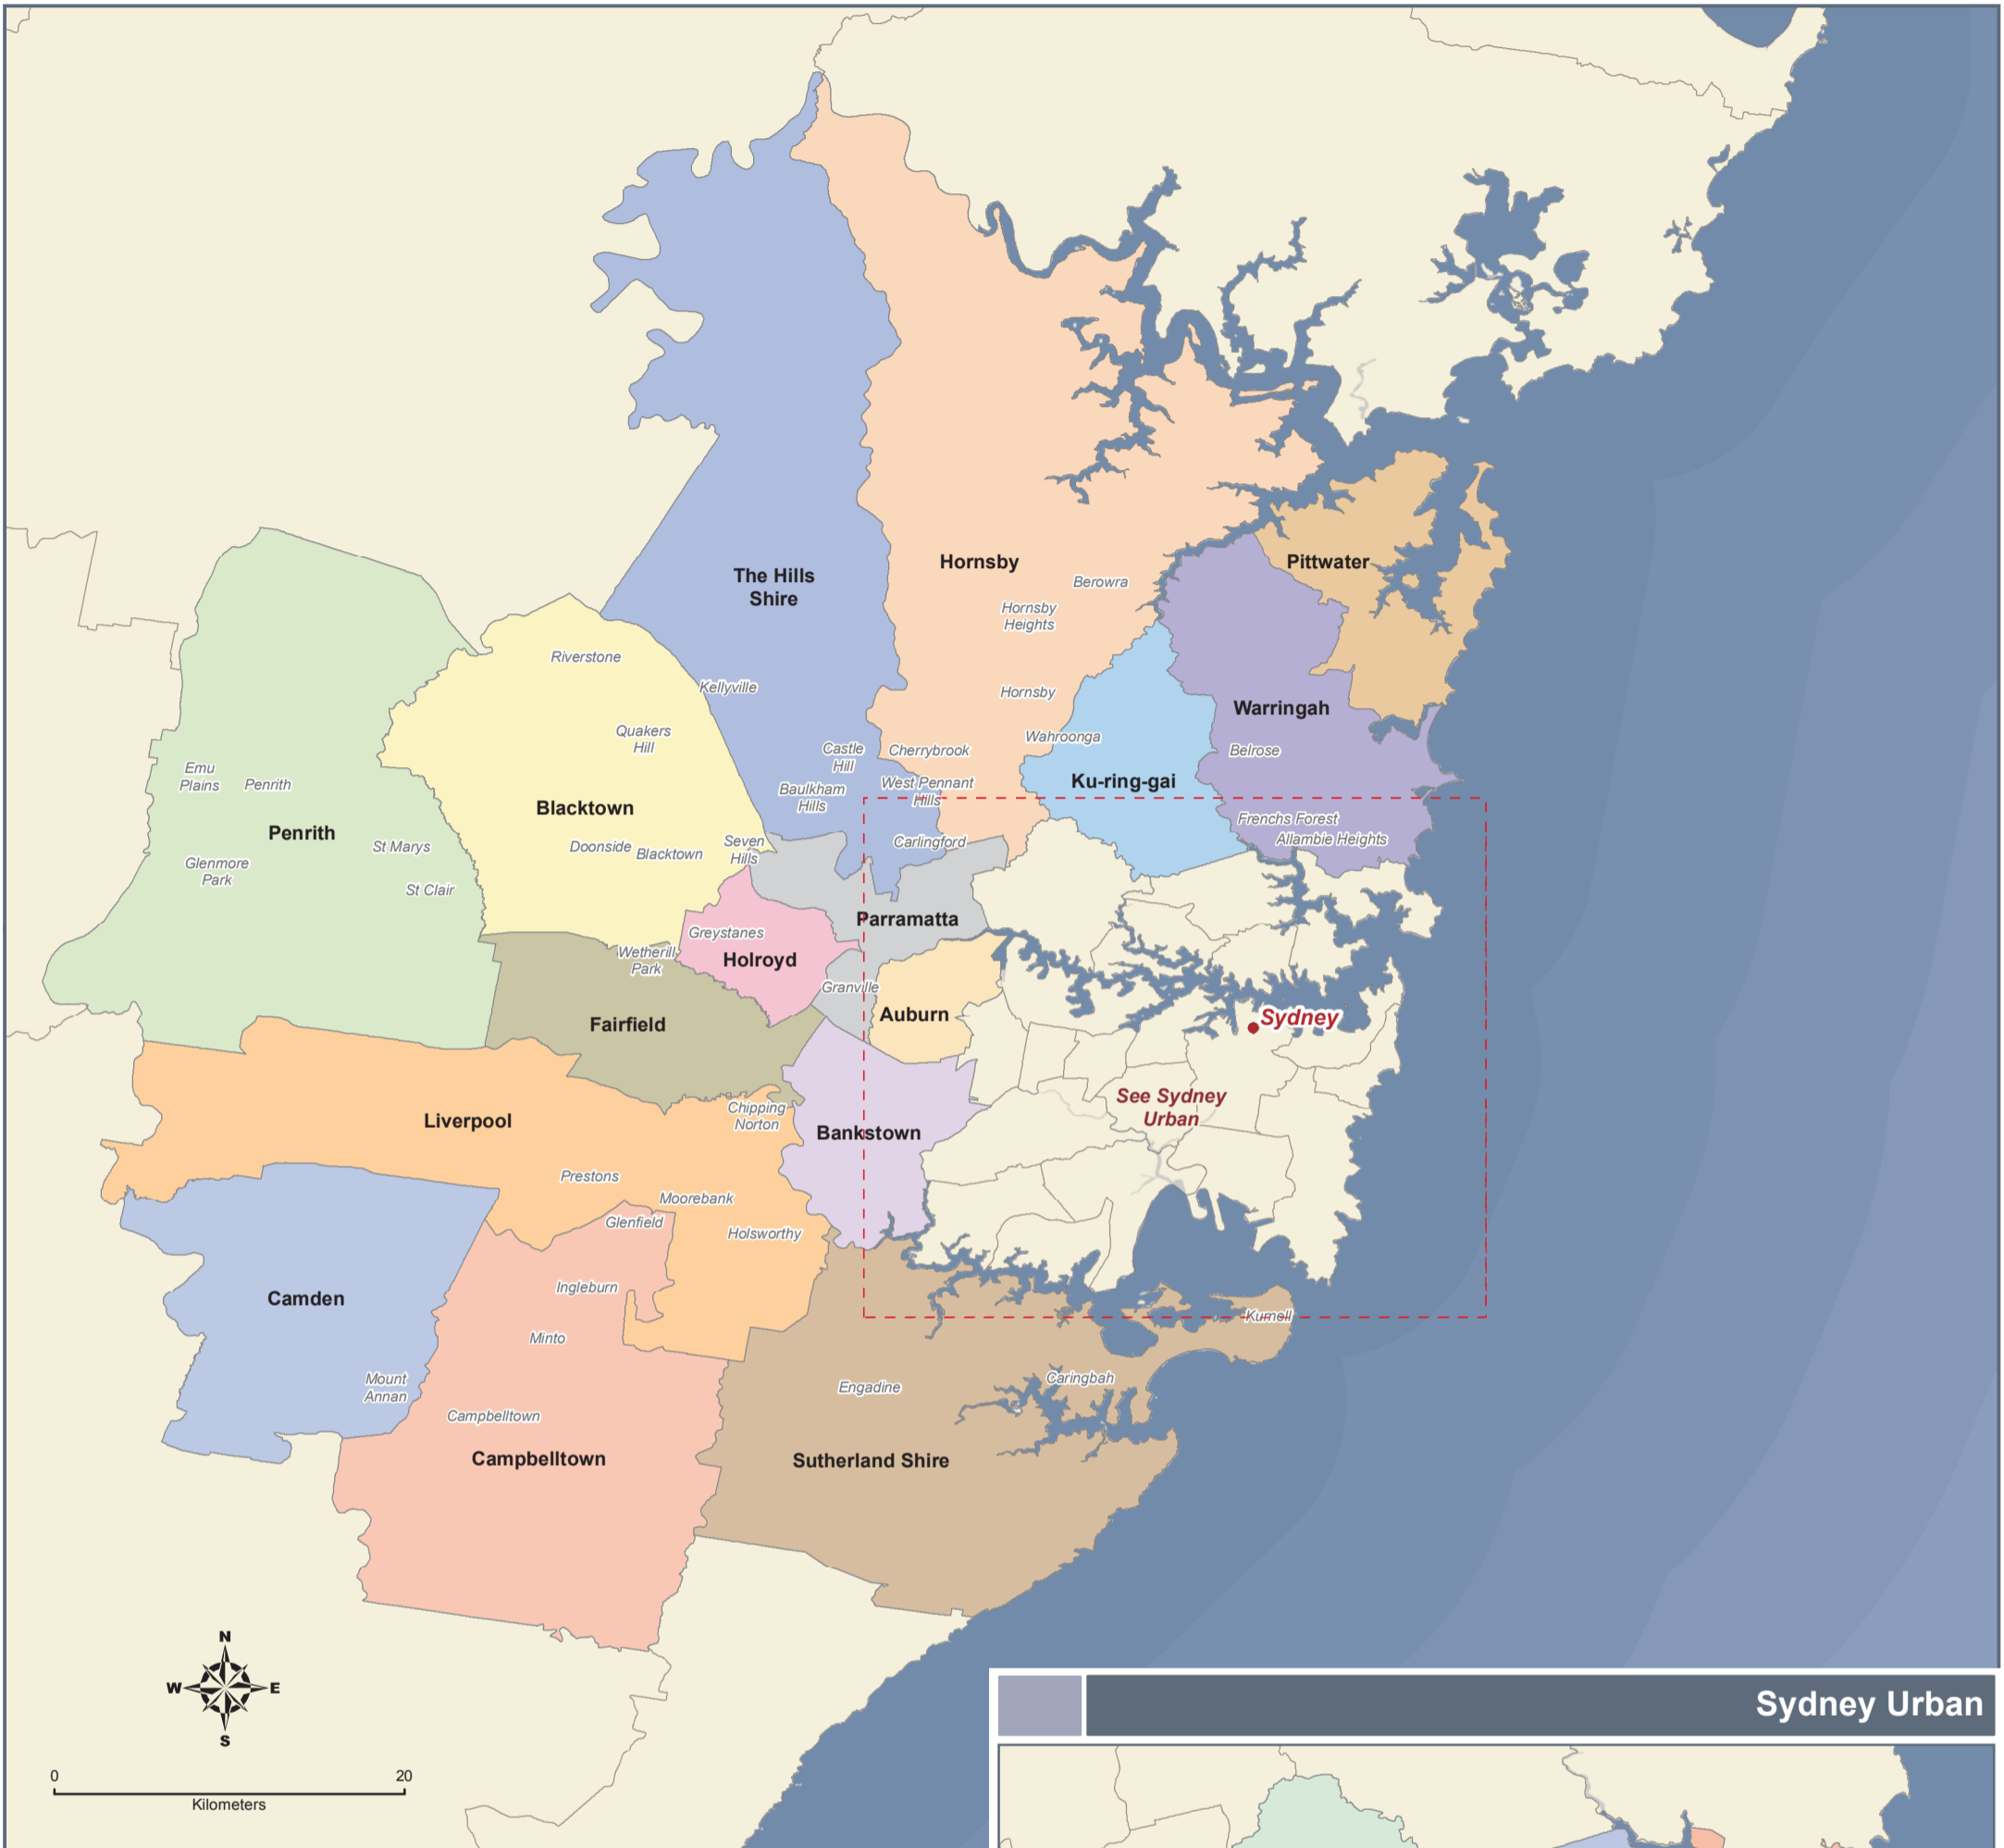 Hornsby
Pittwater
The Hills
Shire
Berowra
Hornsby
Heights
Riverstone
Kellyville
Hornsby
Warringah
Quakers
Hill
Wahroonga
Castle
Hill
Cherrybrook
Belrose
Emu
Plains
Penrith
Baulkham
Hills
West Pennant
Hills
Ku-ring-gai
Blacktown
Penrith
Frenchs Forest
Allambie Heights
St Marys
Doonside
Blacktown
Seven
Hills
Carlingford
Glenmore
Park
St Clair
Parramatta
Greystanes
Wetherill
Park
Holroyd
Granville
Auburn
Sydney
Fairfield
See Sydney
Urban
Liverpool
Chipping
Norton
Bankstown
Prestons
Moorebank
Glenfield
Holsworthy
Camden
Ingleburn
Kurnell
Minto
Mount
Annan
Engadine
Caringbah
Campbelltown
Campbelltown
Sutherland Shire
N
W E
S
0 20
Kilometers
Sydney Urban